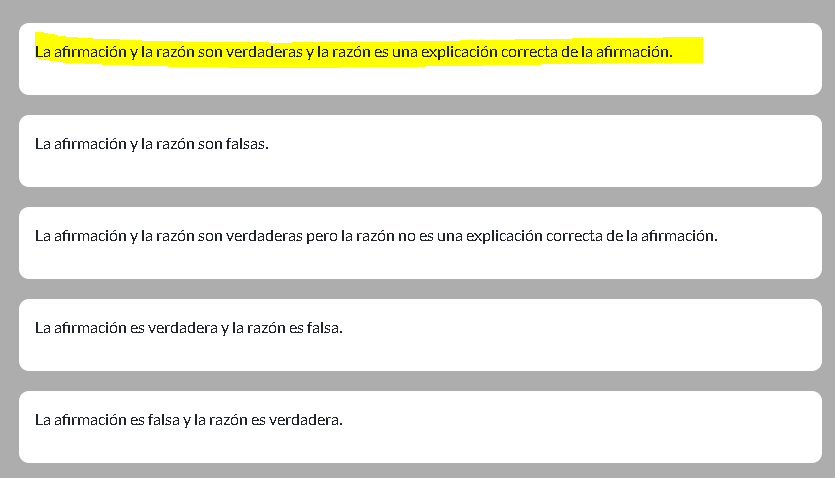 La afirmación y la razón son verdaderas y la razón es una explicación correcta de la afirmación.
La afirmación y la razón son falsas.
La afirmación y la razón son verdaderas pero la razón no es una explicación correcta de la afirmación.
La afirmación es verdadera y la razón es falsa.
La afirmación es falsa y la razón es verdadera.